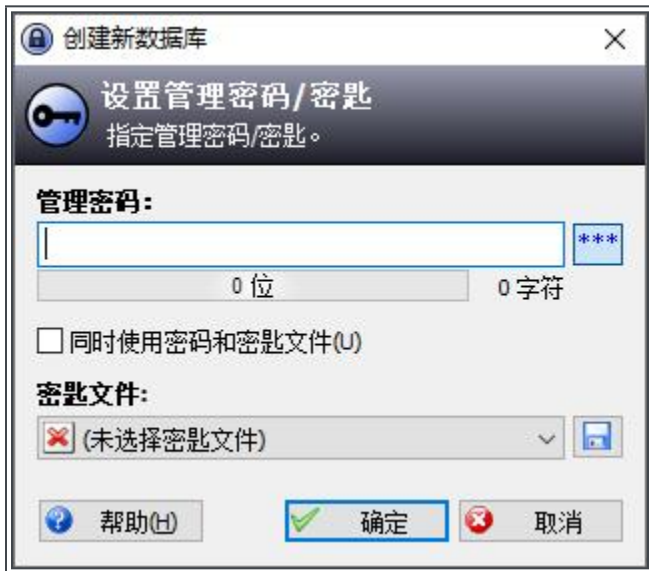 创建新数据库
设置管理密码/密匙
指定管理密码/密匙。
管理密码:
***
0 位
0 字符
同时使用密码和密匙文件(U)
密匙文件:
(未选择密匙文件)
帮助(H)
确定
取消